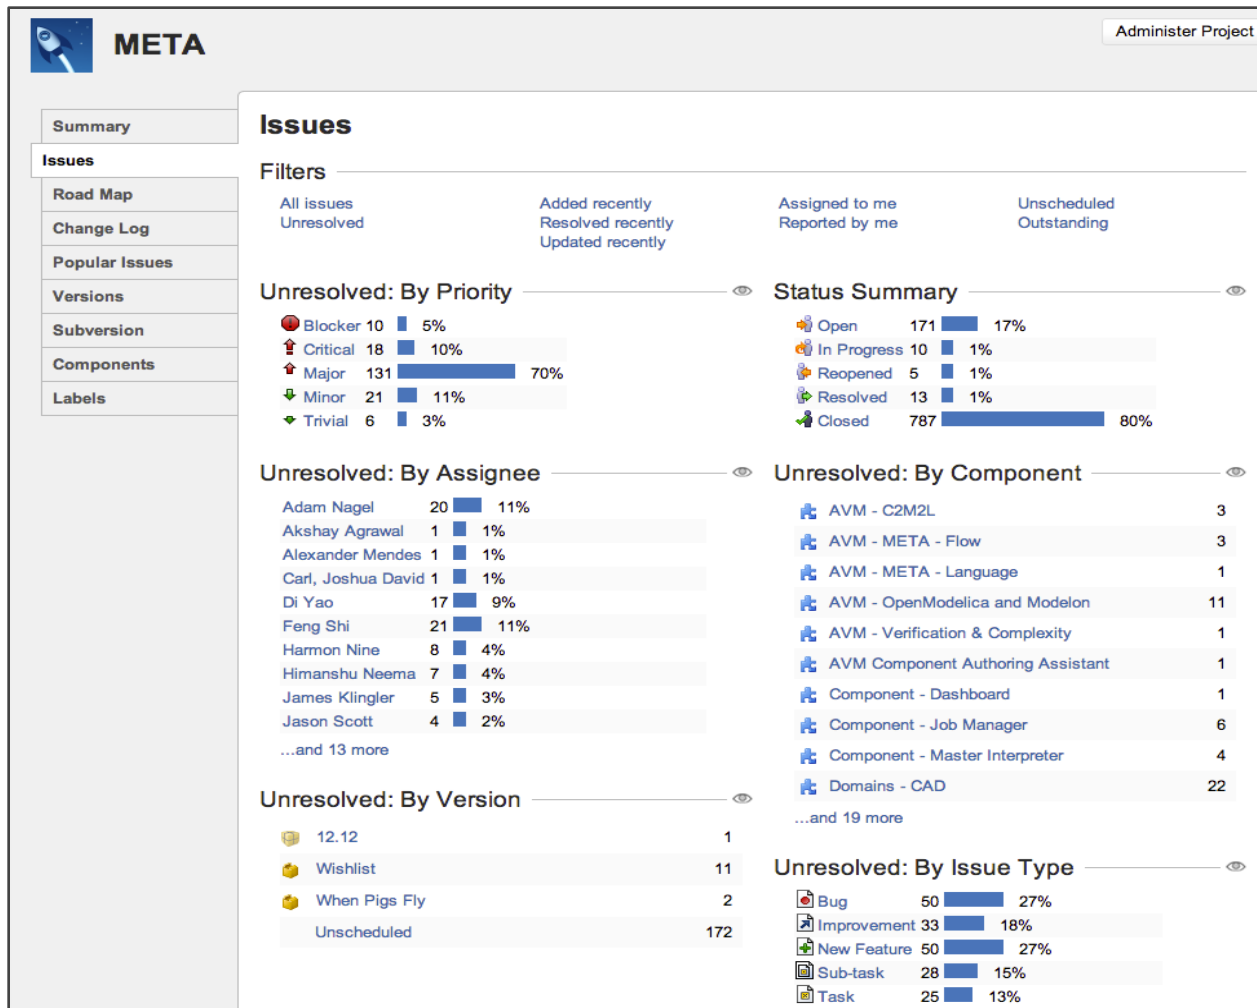 META
Administer Project
Summary
Issues
Road Map
Change Log
Popular Issues
Versions
Subversion
Components
Labels
Issues
Filters
All issues
Unresolved
Added recently
Resolved recently
Updated recently
Assigned to me
Reported by me
Unscheduled
Outstanding
Unresolved: By Priority
Blocker 10 5%
Critical 18 10%
Major 131 70%
Minor 21 11%
Trivial 6 3%
Status Summary
Open 171 17%
In Progress 10 1%
Reopened 5 1%
Resolved 13 1%
Closed 787 80%
Unresolved: By Assignee
Adam Nagel 20 11%
Akshay Agrawal 1 1%
Alexander Mendes 1 1%
Carl, Joshua David 1 1%
Di Yao 17 9%
Feng Shi 21 11%
Harmon Nine 8 4%
Himanshu Neema 7 4%
James Klingler 5 3%
Jason Scott 4 2%
...and 13 more
Unresolved: By Component
AVM - C2M2L 3
AVM - META - Flow 3
AVM - META - Language 1
AVM - OpenModelica and Modelon 11
AVM - Verification & Complexity 1
AVM Component Authoring Assistant 1
Component - Dashboard 1
Component - Job Manager 6
Component - Master Interpreter 4
Domains - CAD 22
...and 19 more
Unresolved: By Version
12.12 1
Wishlist 11
When Pigs Fly 2
Unscheduled 172
Unresolved: By Issue Type
Bug 50 27%
Improvement 33 18%
New Feature 50 27%
Sub-task 28 15%
Task 25 13%